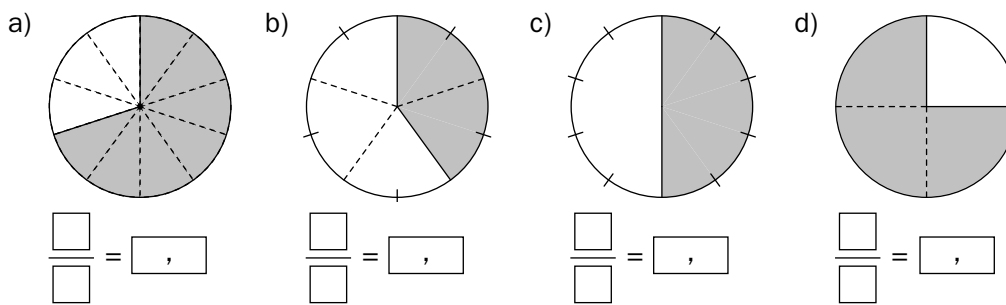 a) b) c) d)
= , = , = , = ,